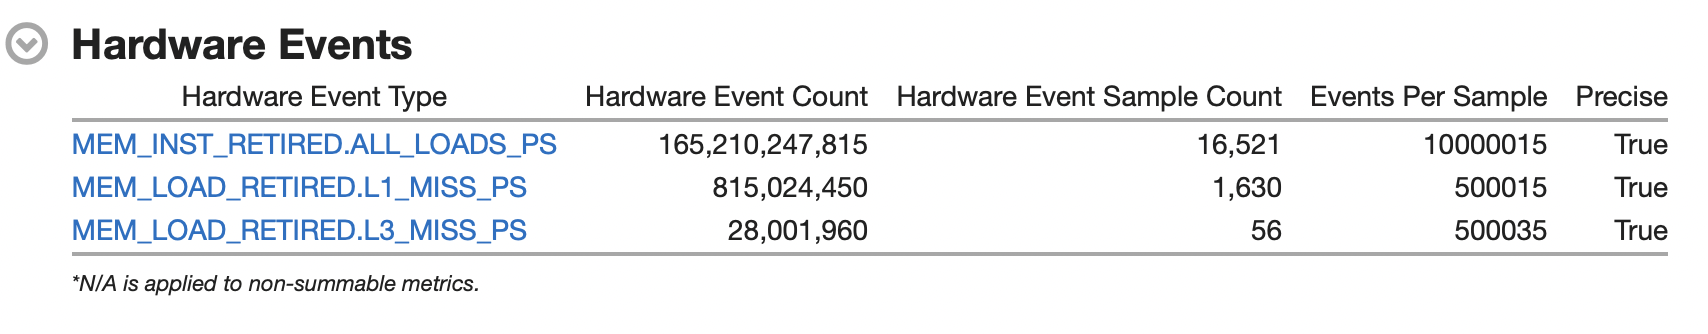 Hardware Events
Hardware Event Type Hardware Event Count Hardware Event Sample Count Events Per Sample Precise
MEM_INST_RETIRED.ALL_LOADS_PS 165,210,247,815 16,521 10000015 True
MEM_LOAD_RETIRED.L1_MISS_PS 815,024,450 1,630 500015 True
MEM_LOAD_RETIRED.L3_MISS_PS 28,001,960 56 500035 True
*N/A is applied to non-summable metrics.